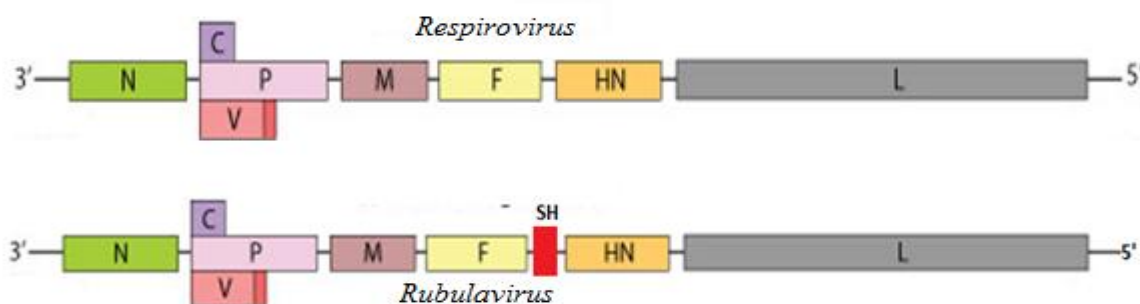 Respirovirus
C
3' N P M F HN L 5'
V
SH
C
3' N P M F HN L 5'
V
Rubulavirus